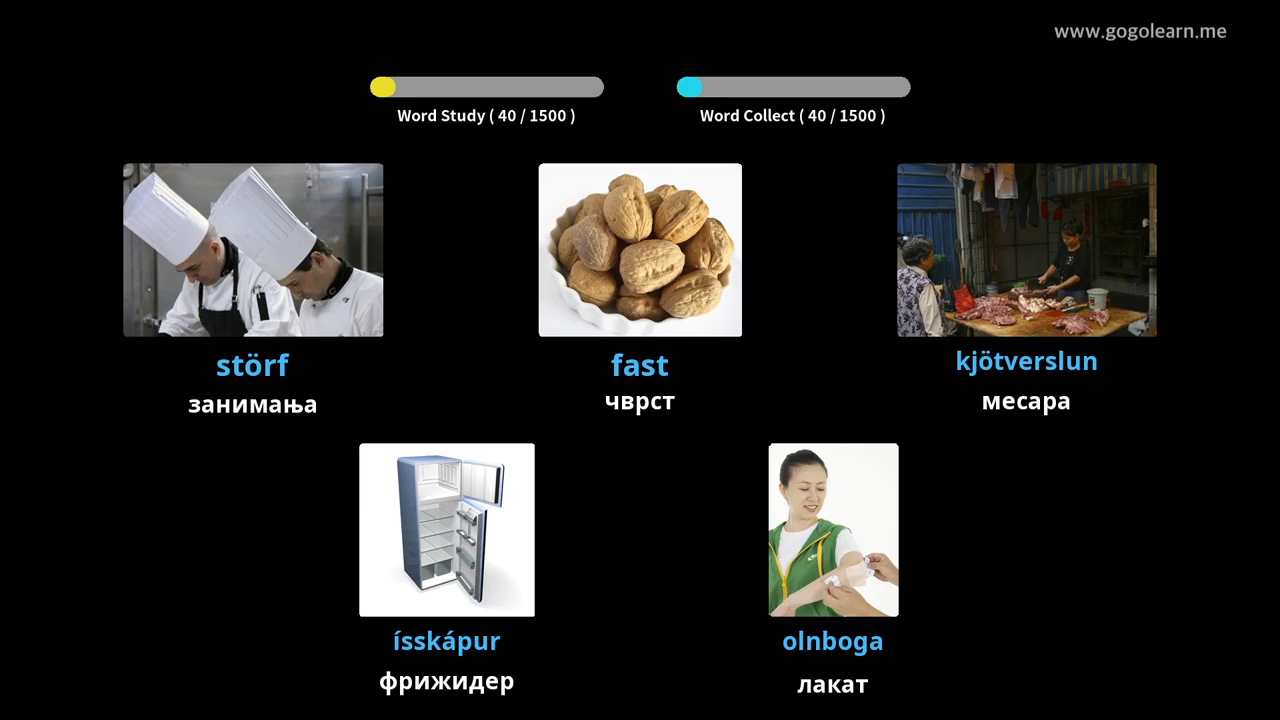 www.gogolearn.me
Word Study ( 40 / 1500 )
Word Collect ( 40 / 1500 )
störf
fast
kjötverslun
занимања
чврст
месара
ísskápur
olnboga
фрижидер
лакат